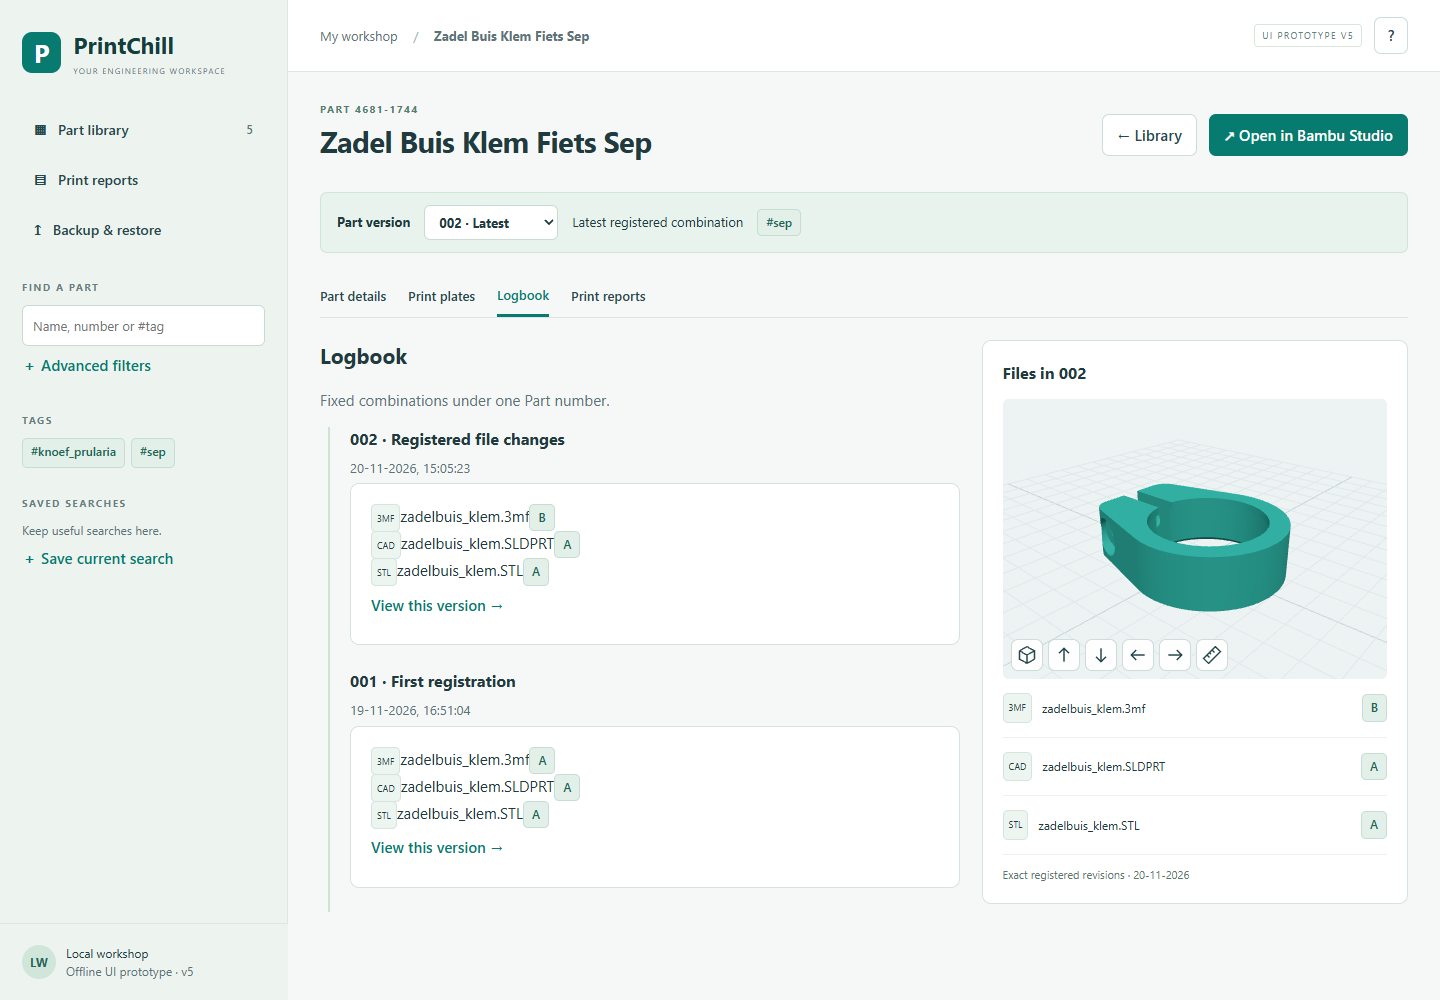 P PrintChill
YOUR ENGINEERING WORKSPACE
Part library 5
Print reports
Backup & restore
FIND A PART
Name, number or #tag
+ Advanced filters
TAGS
#knoef_prularia #sep
SAVED SEARCHES
Keep useful searches here.
+ Save current search
LW Local workshop
Offline UI prototype · v5
My workshop / Zadel Buis Klem Fiets Sep
UI PROTOTYPE V5 ?
PART 4681-1744
Zadel Buis Klem Fiets Sep
← Library ↗ Open in Bambu Studio
Part version 002 · Latest Latest registered combination #sep
Part details Print plates Logbook Print reports
Logbook
Fixed combinations under one Part number.
002 · Registered file changes
20-11-2026, 15:05:23
3MF zadelbuis_klem.3mf B
CAD zadelbuis_klem.SLDPRT A
STL zadelbuis_klem.STL A
View this version →
001 · First registration
19-11-2026, 16:51:04
3MF zadelbuis_klem.3mf A
CAD zadelbuis_klem.SLDPRT A
STL zadelbuis_klem.STL A
View this version →
Files in 002
3MF zadelbuis_klem.3mf B
CAD zadelbuis_klem.SLDPRT A
STL zadelbuis_klem.STL A
Exact registered revisions · 20-11-2026